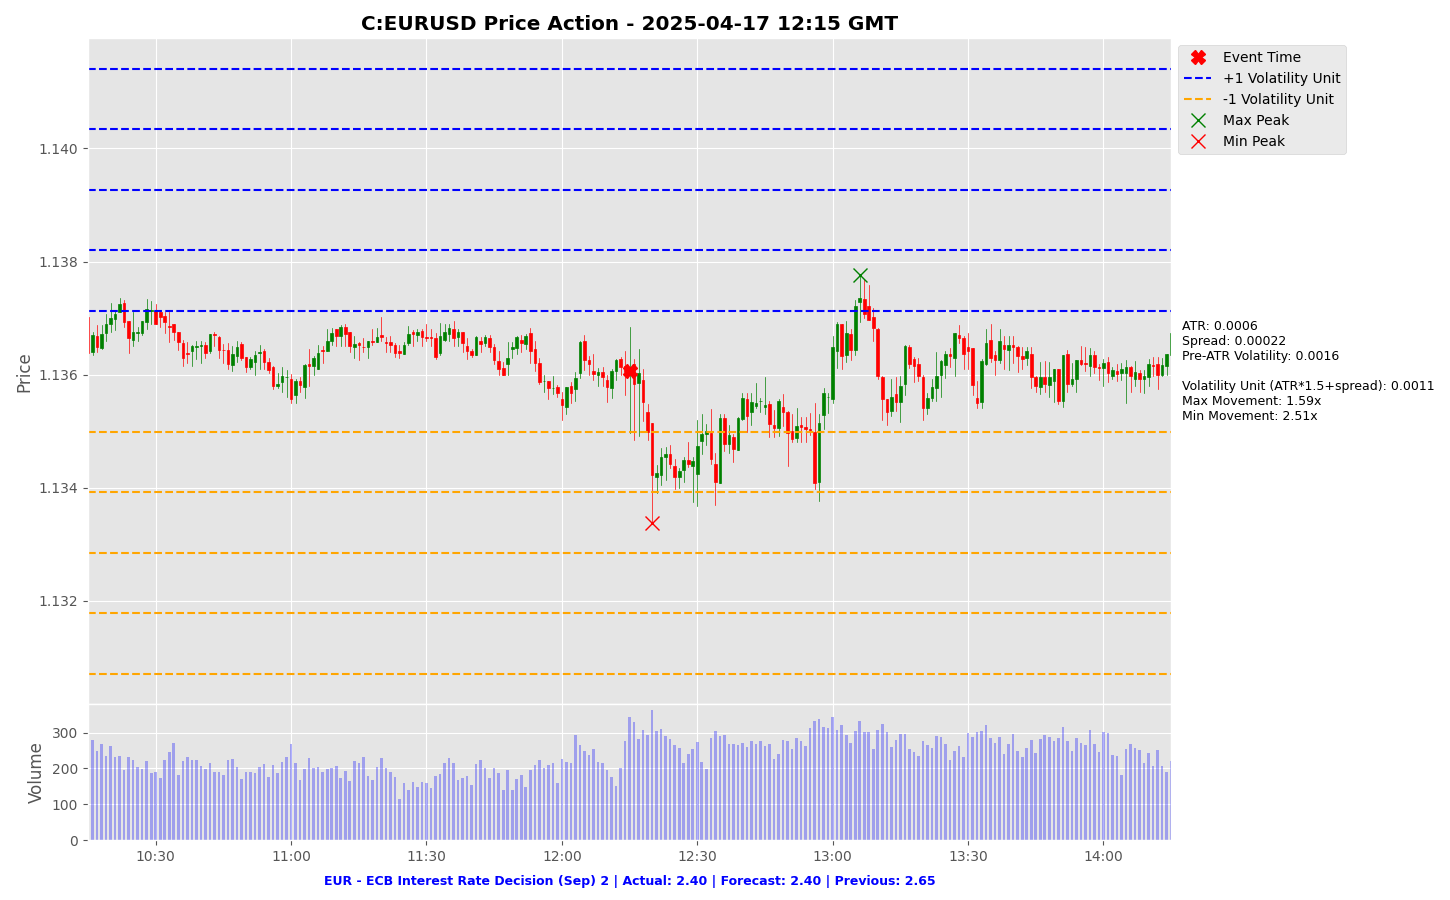 C:EURUSD Price Action - 2025-04-17 12:15 GMT
Event Time
+1 Volatility Unit
-1 Volatility Unit
Max Peak
Min Peak
1.140
1.138
1.136
1.134
1.132
Price
ATR: 0.0006
Spread: 0.00022
Pre-ATR Volatility: 0.0016
Volatility Unit (ATR*1.5+spread): 0.0011
Max Movement: 1.59x
Min Movement: 2.51x
300
200
100
0
Volume
10:30 11:00 11:30 12:00 12:30 13:00 13:30 14:00
EUR - ECB Interest Rate Decision (Sep) 2 | Actual: 2.40 | Forecast: 2.40 | Previous: 2.65